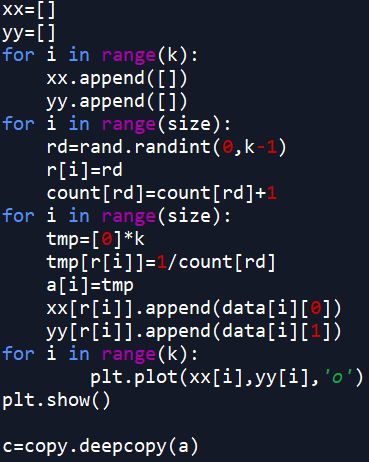 xx=[]
yy=[]
for i in range(k):
    xx.append([])
    yy.append([])
for i in range(size):
    rd=rand.randint(0,k-1)
    r[i]=rd
    count[rd]=count[rd]+1
for i in range(size):
    tmp=[0]*k
    tmp[r[i]]=1/count[rd]
    a[i]=tmp
    xx[r[i]].append(data[i][0])
    yy[r[i]].append(data[i][1])
for i in range(k):
        plt.plot(xx[i],yy[i],'o')
plt.show()

c=copy.deepcopy(a)